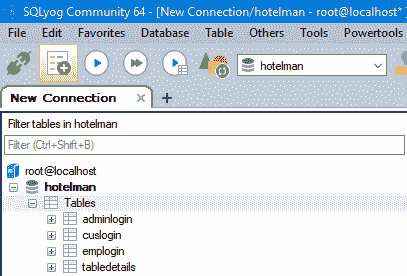 SQLyog Community 64 - [New Connection/hotelman - root@localhost*
File Edit Favorites Database Table Others Tools Powertools
hotelman
New Connection
Filter tables in hotelman
Filter (Ctrl+Shift+B)
root@localhost
hotelman
Tables
adminlogin
cuslogin
emplogin
tabledetails